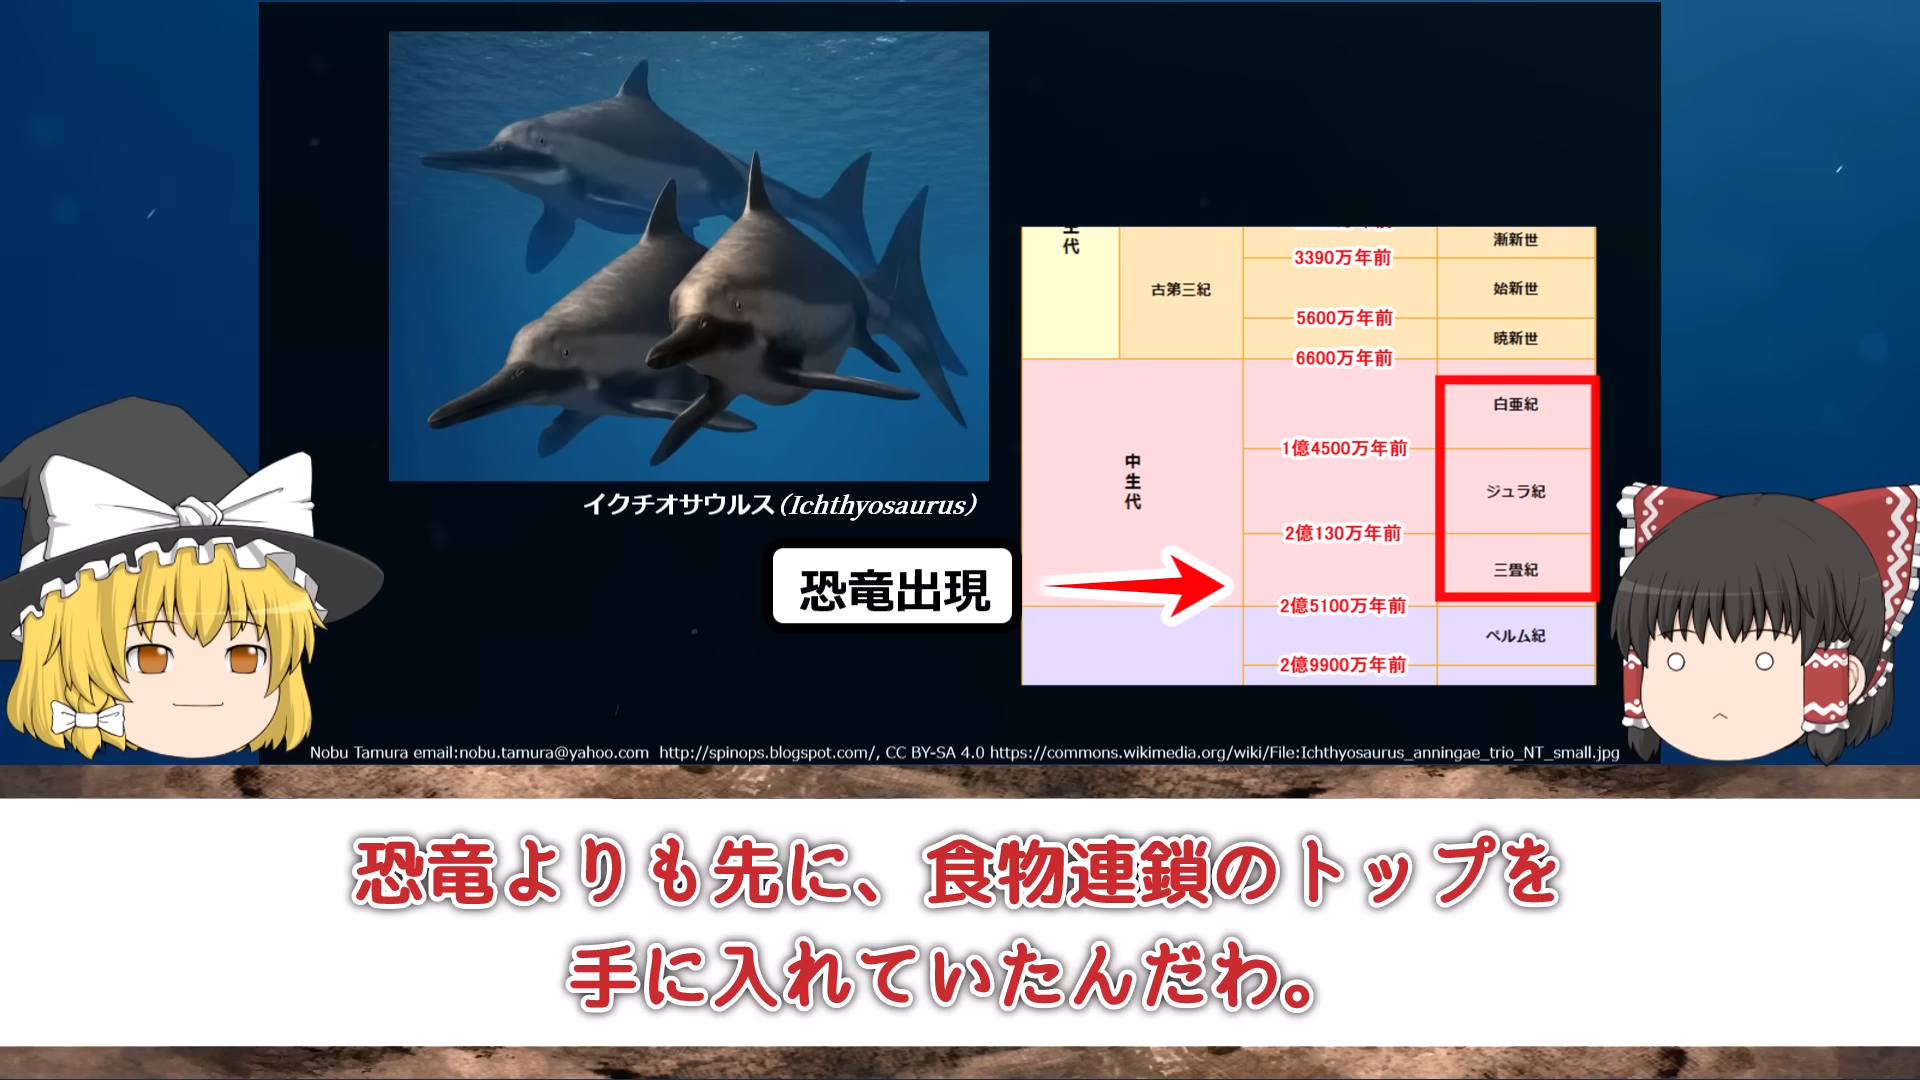 イクチオサウルス(Ichthyosaurus)
恐竜出現
代
古第三紀
中生代
3390万年前
5600万年前
6600万年前
1億4500万年前
2億130万年前
2億5100万年前
2億9900万年前
漸新世
始新世
暁新世
白亜紀
ジュラ紀
三畳紀
ペルム紀
Nobu Tamura email:nobu.tamura@yahoo.com http://spinops.blogspot.com/, CC BY-SA 4.0 https://commons.wikimedia.org/wiki/File:Ichthyosaurus_anningae_trio_NT_small.jpg
恐竜よりも先に、食物連鎖のトップを
手に入れていたんだわ。